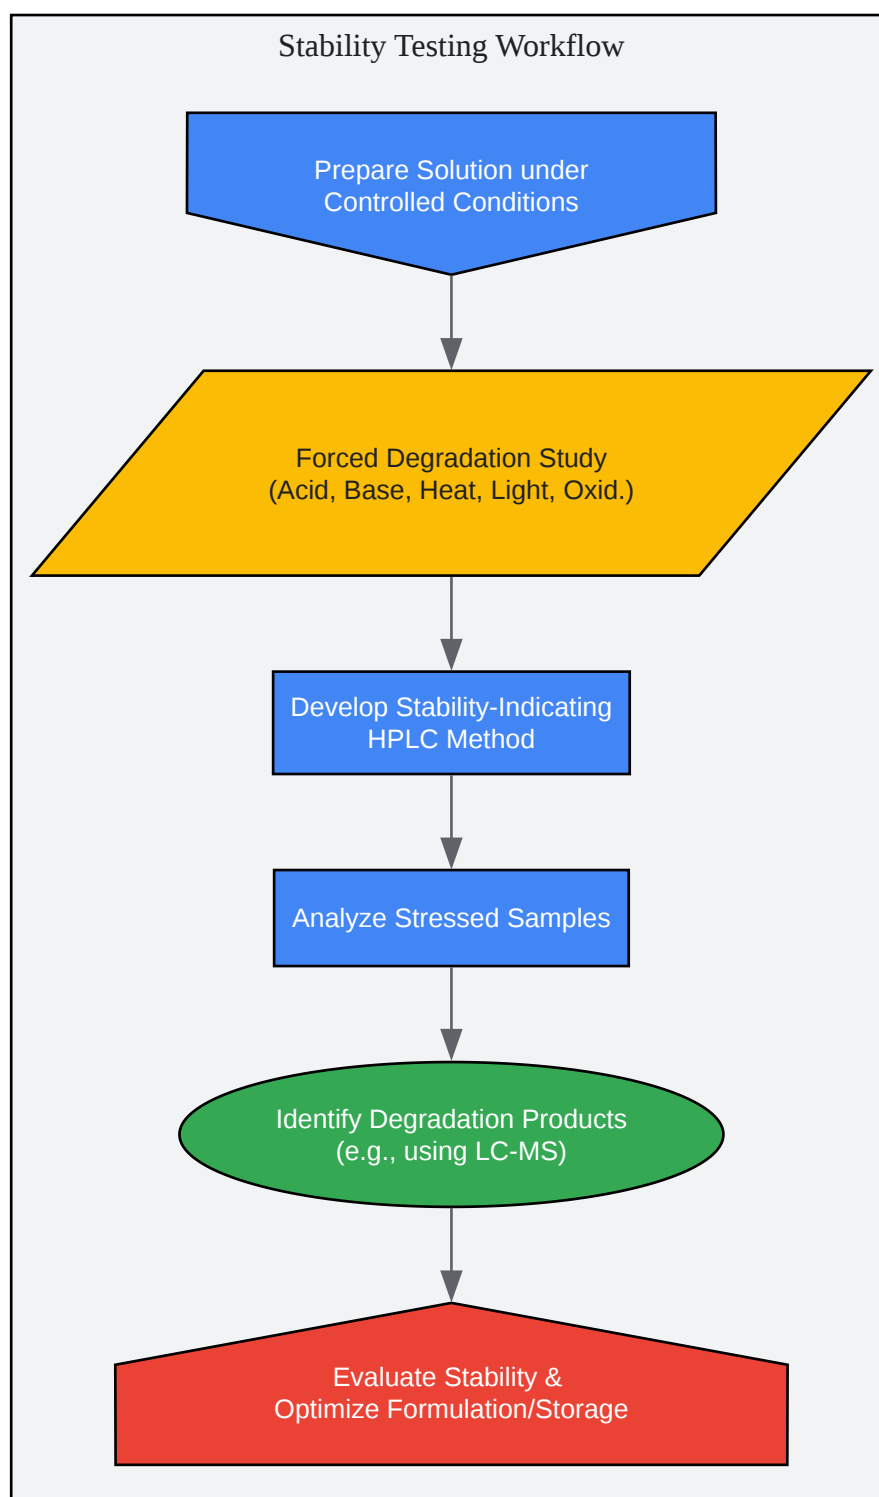 Stability Testing Workflow
Prepare Solution under
Controlled Conditions
Forced Degradation Study
(Acid, Base, Heat, Light, Oxid.)
Develop Stability-Indicating
HPLC Method
Analyze Stressed Samples
Identify Degradation Products
(e.g., using LC-MS)
Evaluate Stability &
Optimize Formulation/Storage